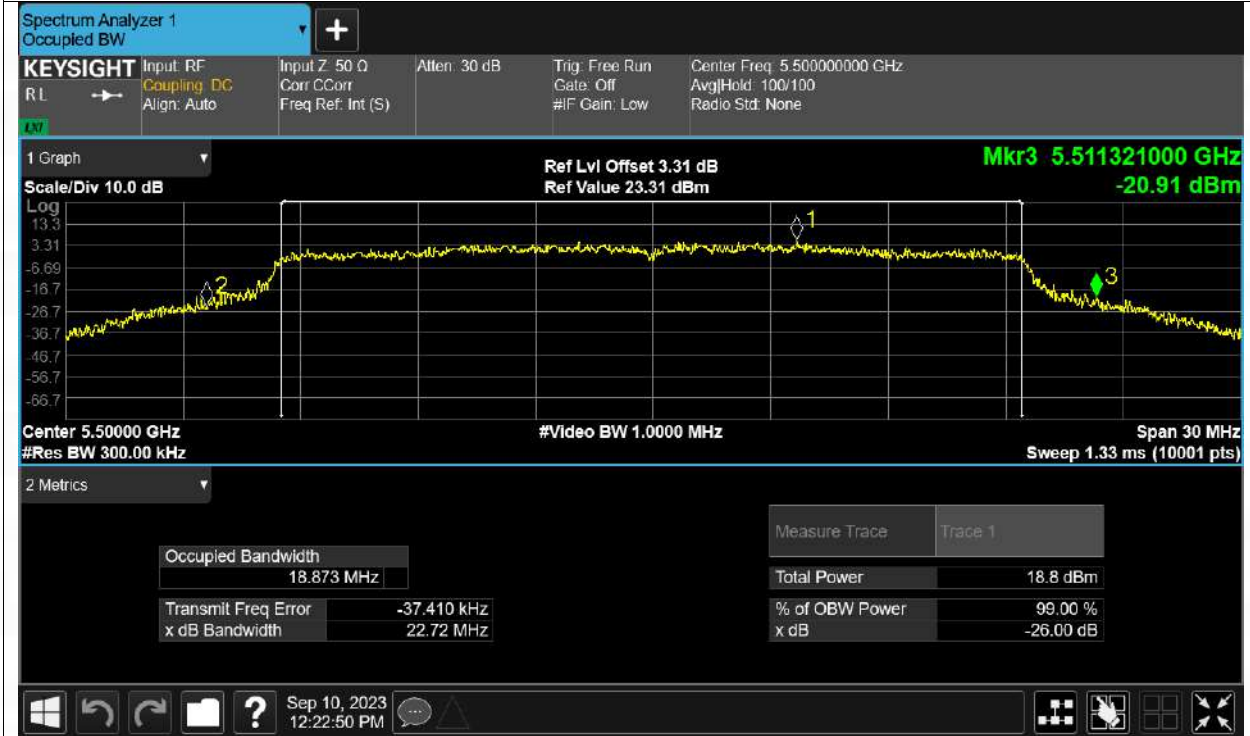 Spectrum Analyzer 1
Occupied BW
+
KEYSIGHT
RL
LXI
Input: RF
Coupling: DC
Align: Auto
Input Z: 50 Ω
Corr CCorr
Freq Ref: Int (S)
Atten: 30 dB
Trig: Free Run
Gate: Off
#IF Gain: Low
Center Freq: 5.500000000 GHz
Avg|Hold: 100/100
Radio Std: None
1 Graph
Scale/Div 10.0 dB
Ref Lvl Offset 3.31 dB
Ref Value 23.31 dBm
Mkr3 5.511321000 GHz
-20.91 dBm
Log
13.3
3.31
-6.69
-16.7
-26.7
-36.7
-46.7
-56.7
-66.7
1
2
3
Center 5.50000 GHz
#Res BW 300.00 kHz
#Video BW 1.0000 MHz
Span 30 MHz
Sweep 1.33 ms (10001 pts)
2 Metrics
Occupied Bandwidth
18.873 MHz
Transmit Freq Error -37.410 kHz
x dB Bandwidth 22.72 MHz
Measure Trace Trace 1
Total Power 18.8 dBm
% of OBW Power 99.00 %
x dB -26.00 dB
?
Sep 10, 2023
12:22:50 PM